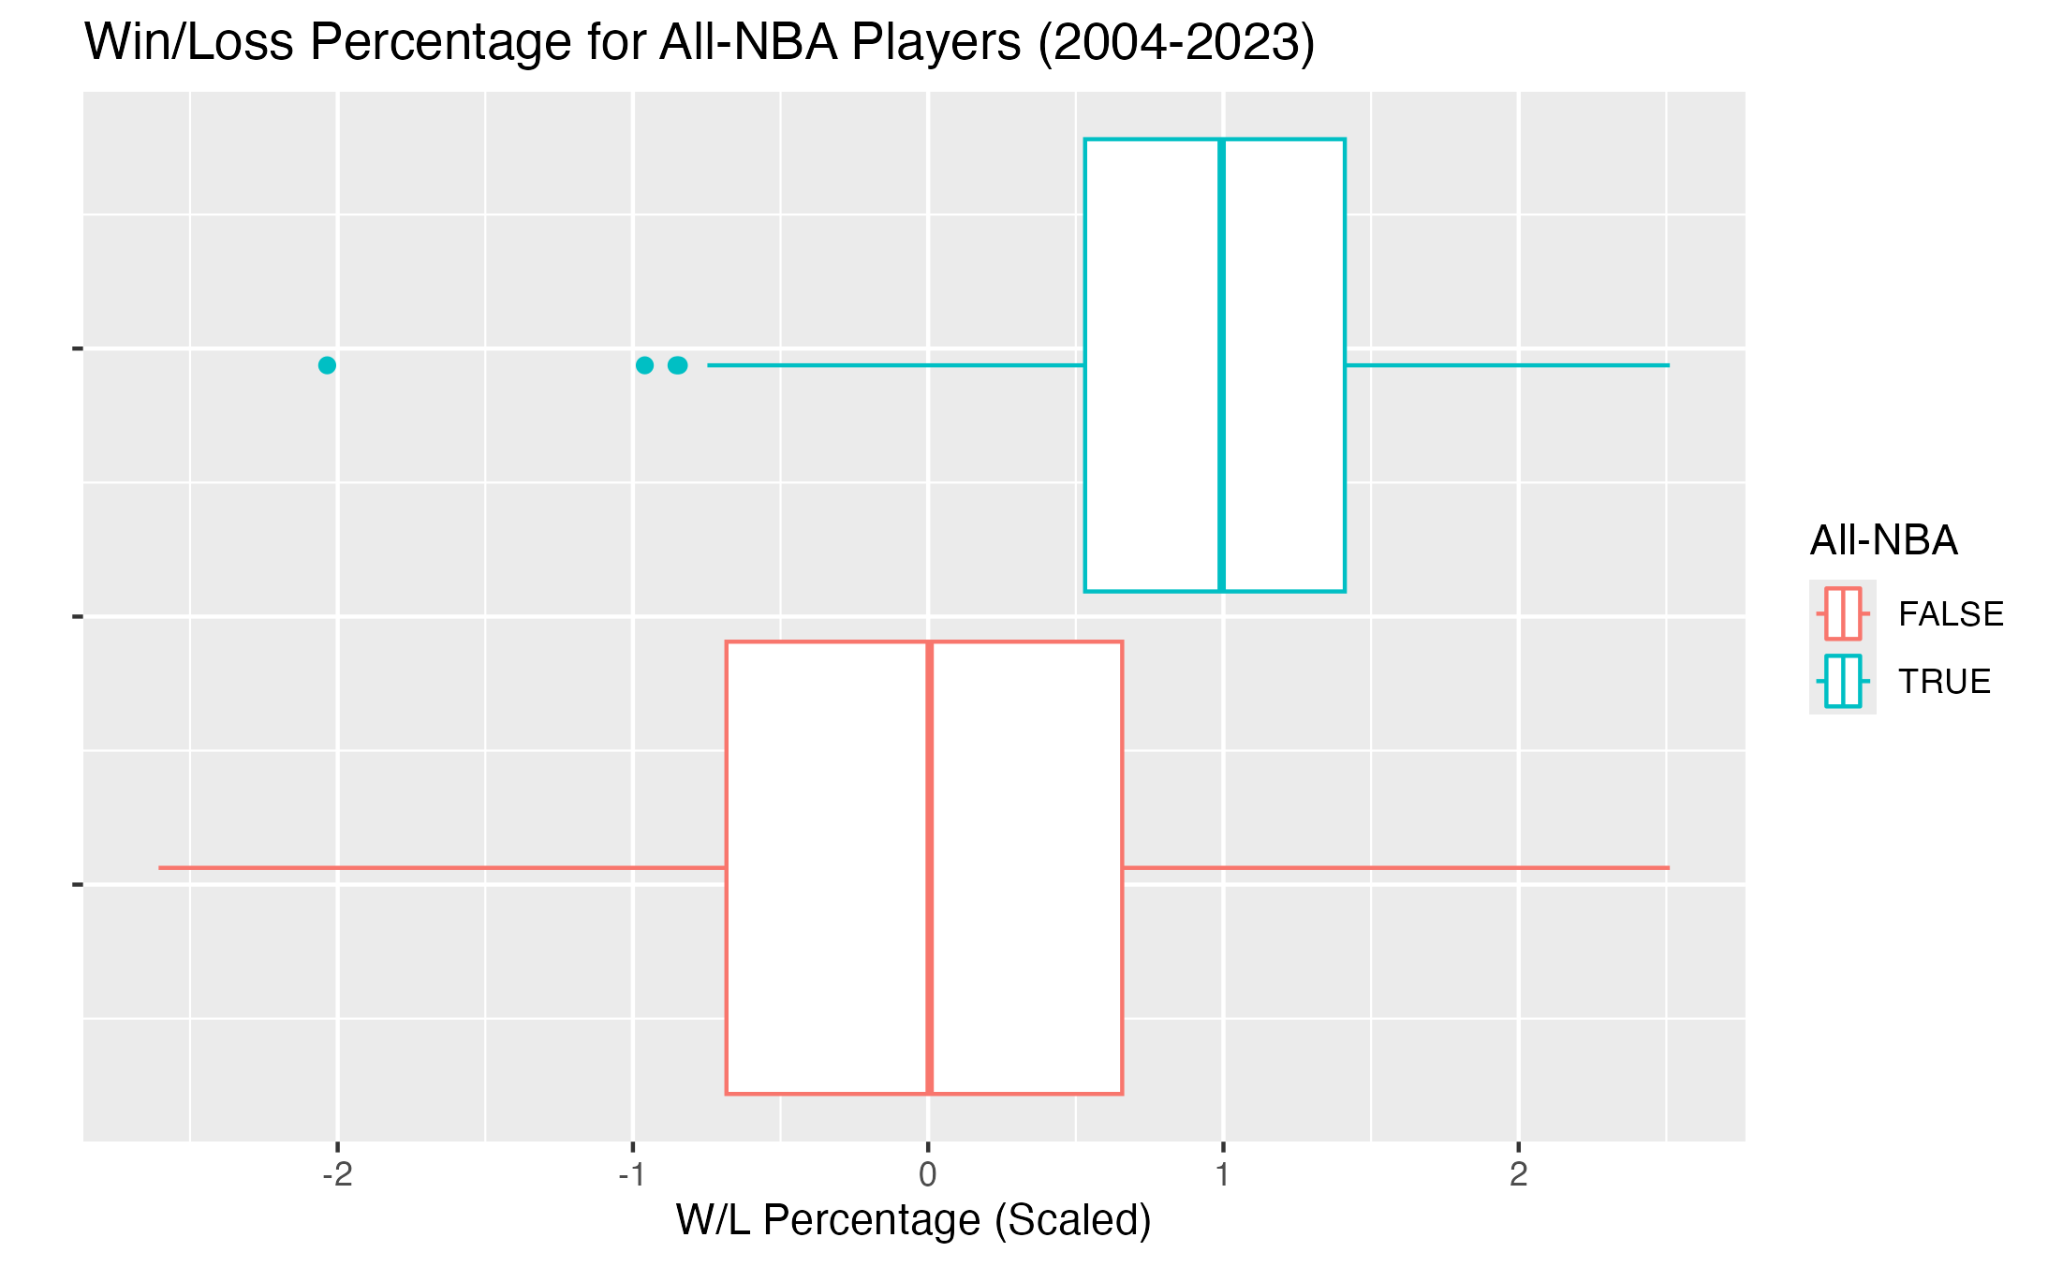 Win/Loss Percentage for All-NBA Players (2004-2023)
All-NBA
FALSE
TRUE
-2 -1 0 1 2
W/L Percentage (Scaled)